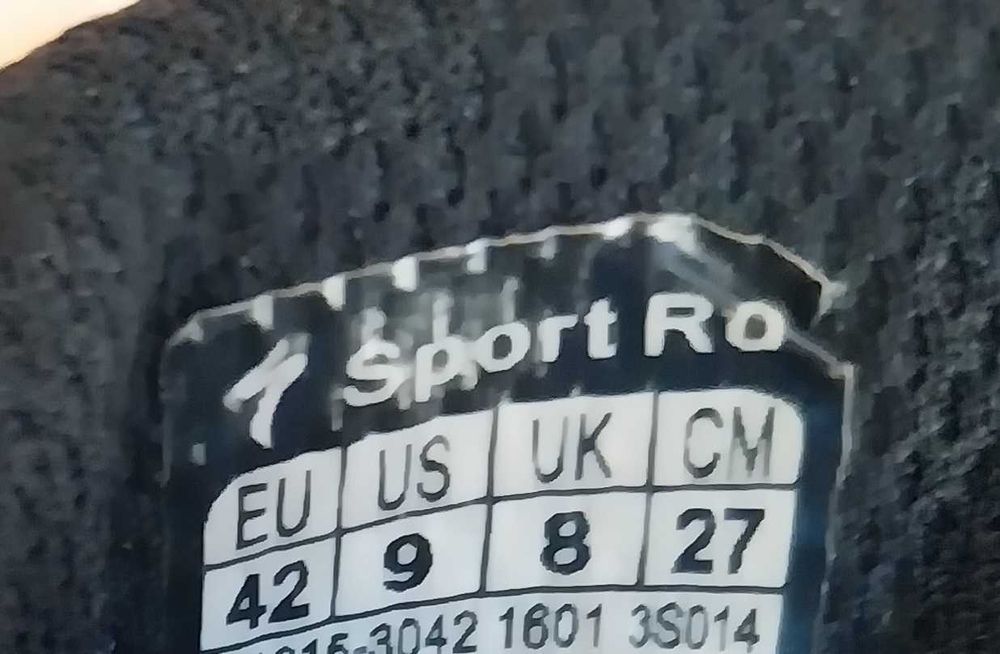 Sport Ro
EU US UK CM
42 9 8 27
1601 3S014